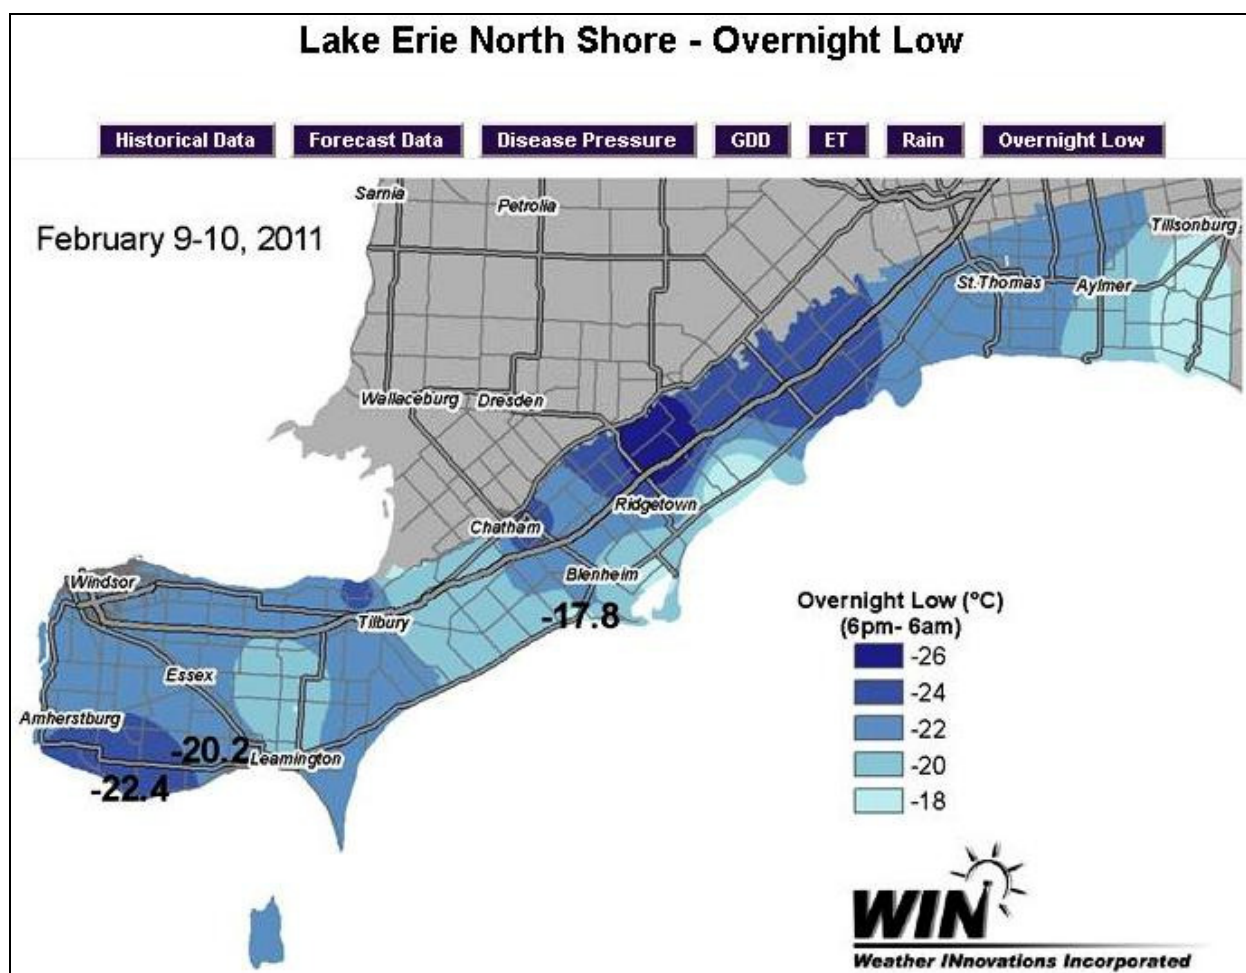 Lake Erie North Shore - Overnight Low
Historical Data Forecast Data Disease Pressure GDD ET Rain Overnight Low
February 9-10, 2011
Sarnia
Petrolia
Tillsonburg
St.Thomas
Aylmer
Wallaceburg
Dresden
Ridgetown
Chatham
Blenheim
Windsor
-17.8
Tilbury
Essex
Amherstburg
-20.2
Leamington
-22.4
Overnight Low (°C)
(6pm- 6am)
-26
-24
-22
-20
-18
WIN
Weather INnovations Incorporated